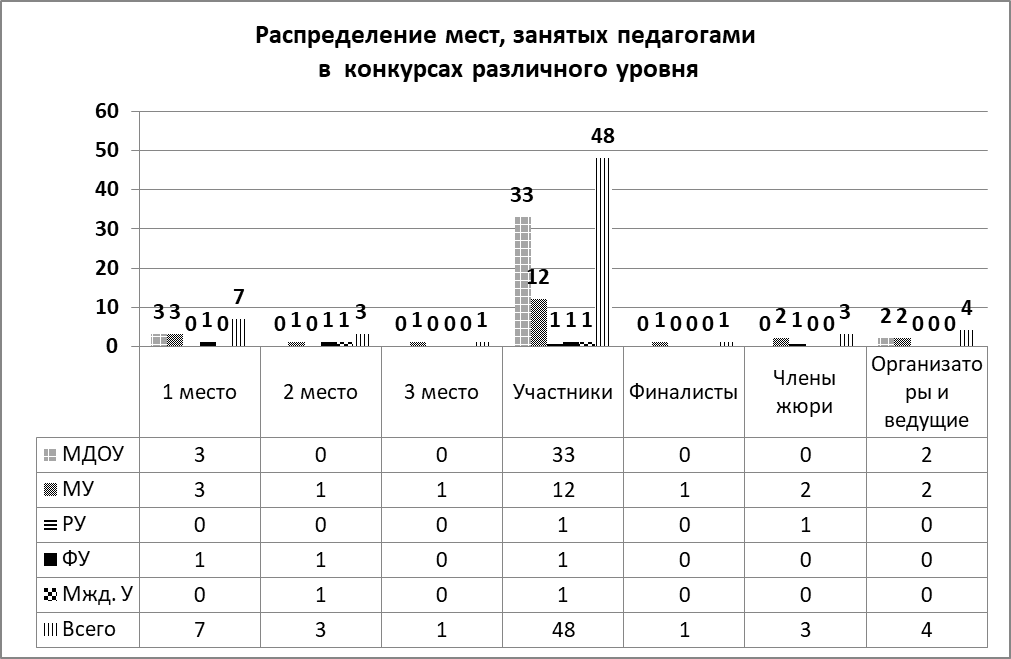 Распределение мест, занятых педагогами
в конкурсах различного уровня
60
50
40
30
20
10
0
3 3 0 1 0 7
0 1 0 1 1 3
0 1 0 0 0 1
33 12 1 1 1 48
0 1 0 0 0 1
0 2 1 0 0 3
2 2 0 0 0 4
1 место 2 место 3 место Участники Финалисты Члены жюри Организато ры и ведущие
МДОУ 3 0 0 33 0 0 2
МУ 3 1 1 12 1 2 2
РУ 0 0 0 1 0 1 0
ФУ 1 1 0 1 0 0 0
Мжд. У 0 1 0 1 0 0 0
Всего 7 3 1 48 1 3 4